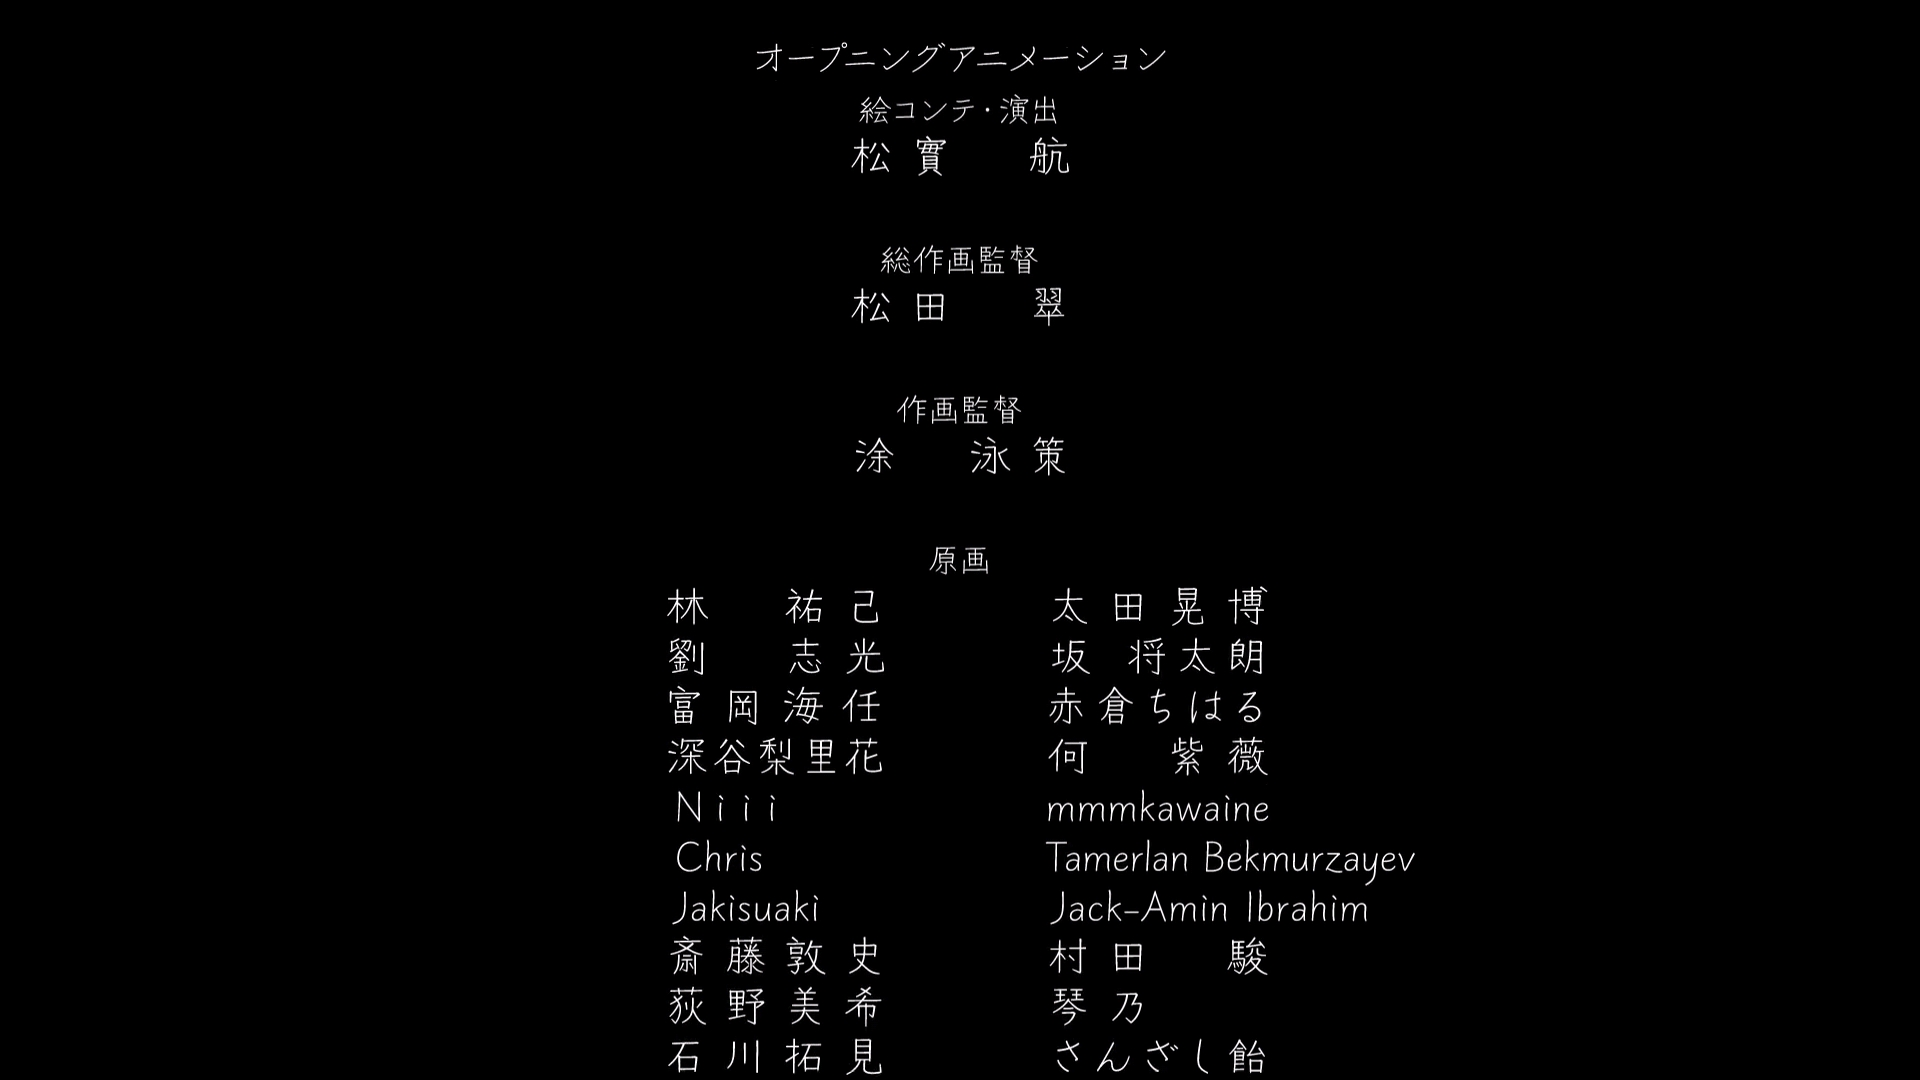 オープニングアニメーション
絵コンテ・演出
松實 航
総作画監督
松田 翠
作画監督
涂 泳策
原画
林 祐己 太田晃博
劉 志光 坂 将太朗
富岡海任 赤倉ちはる
深谷梨里花 何 紫薇
Niii mmmkawaine
Chris Tamerlan Bekmurzayev
Jakisuaki Jack-Amin Ibrahim
斎藤敦史 村田 駿
荻野美希 琴乃
石川拓見 さんざし飴